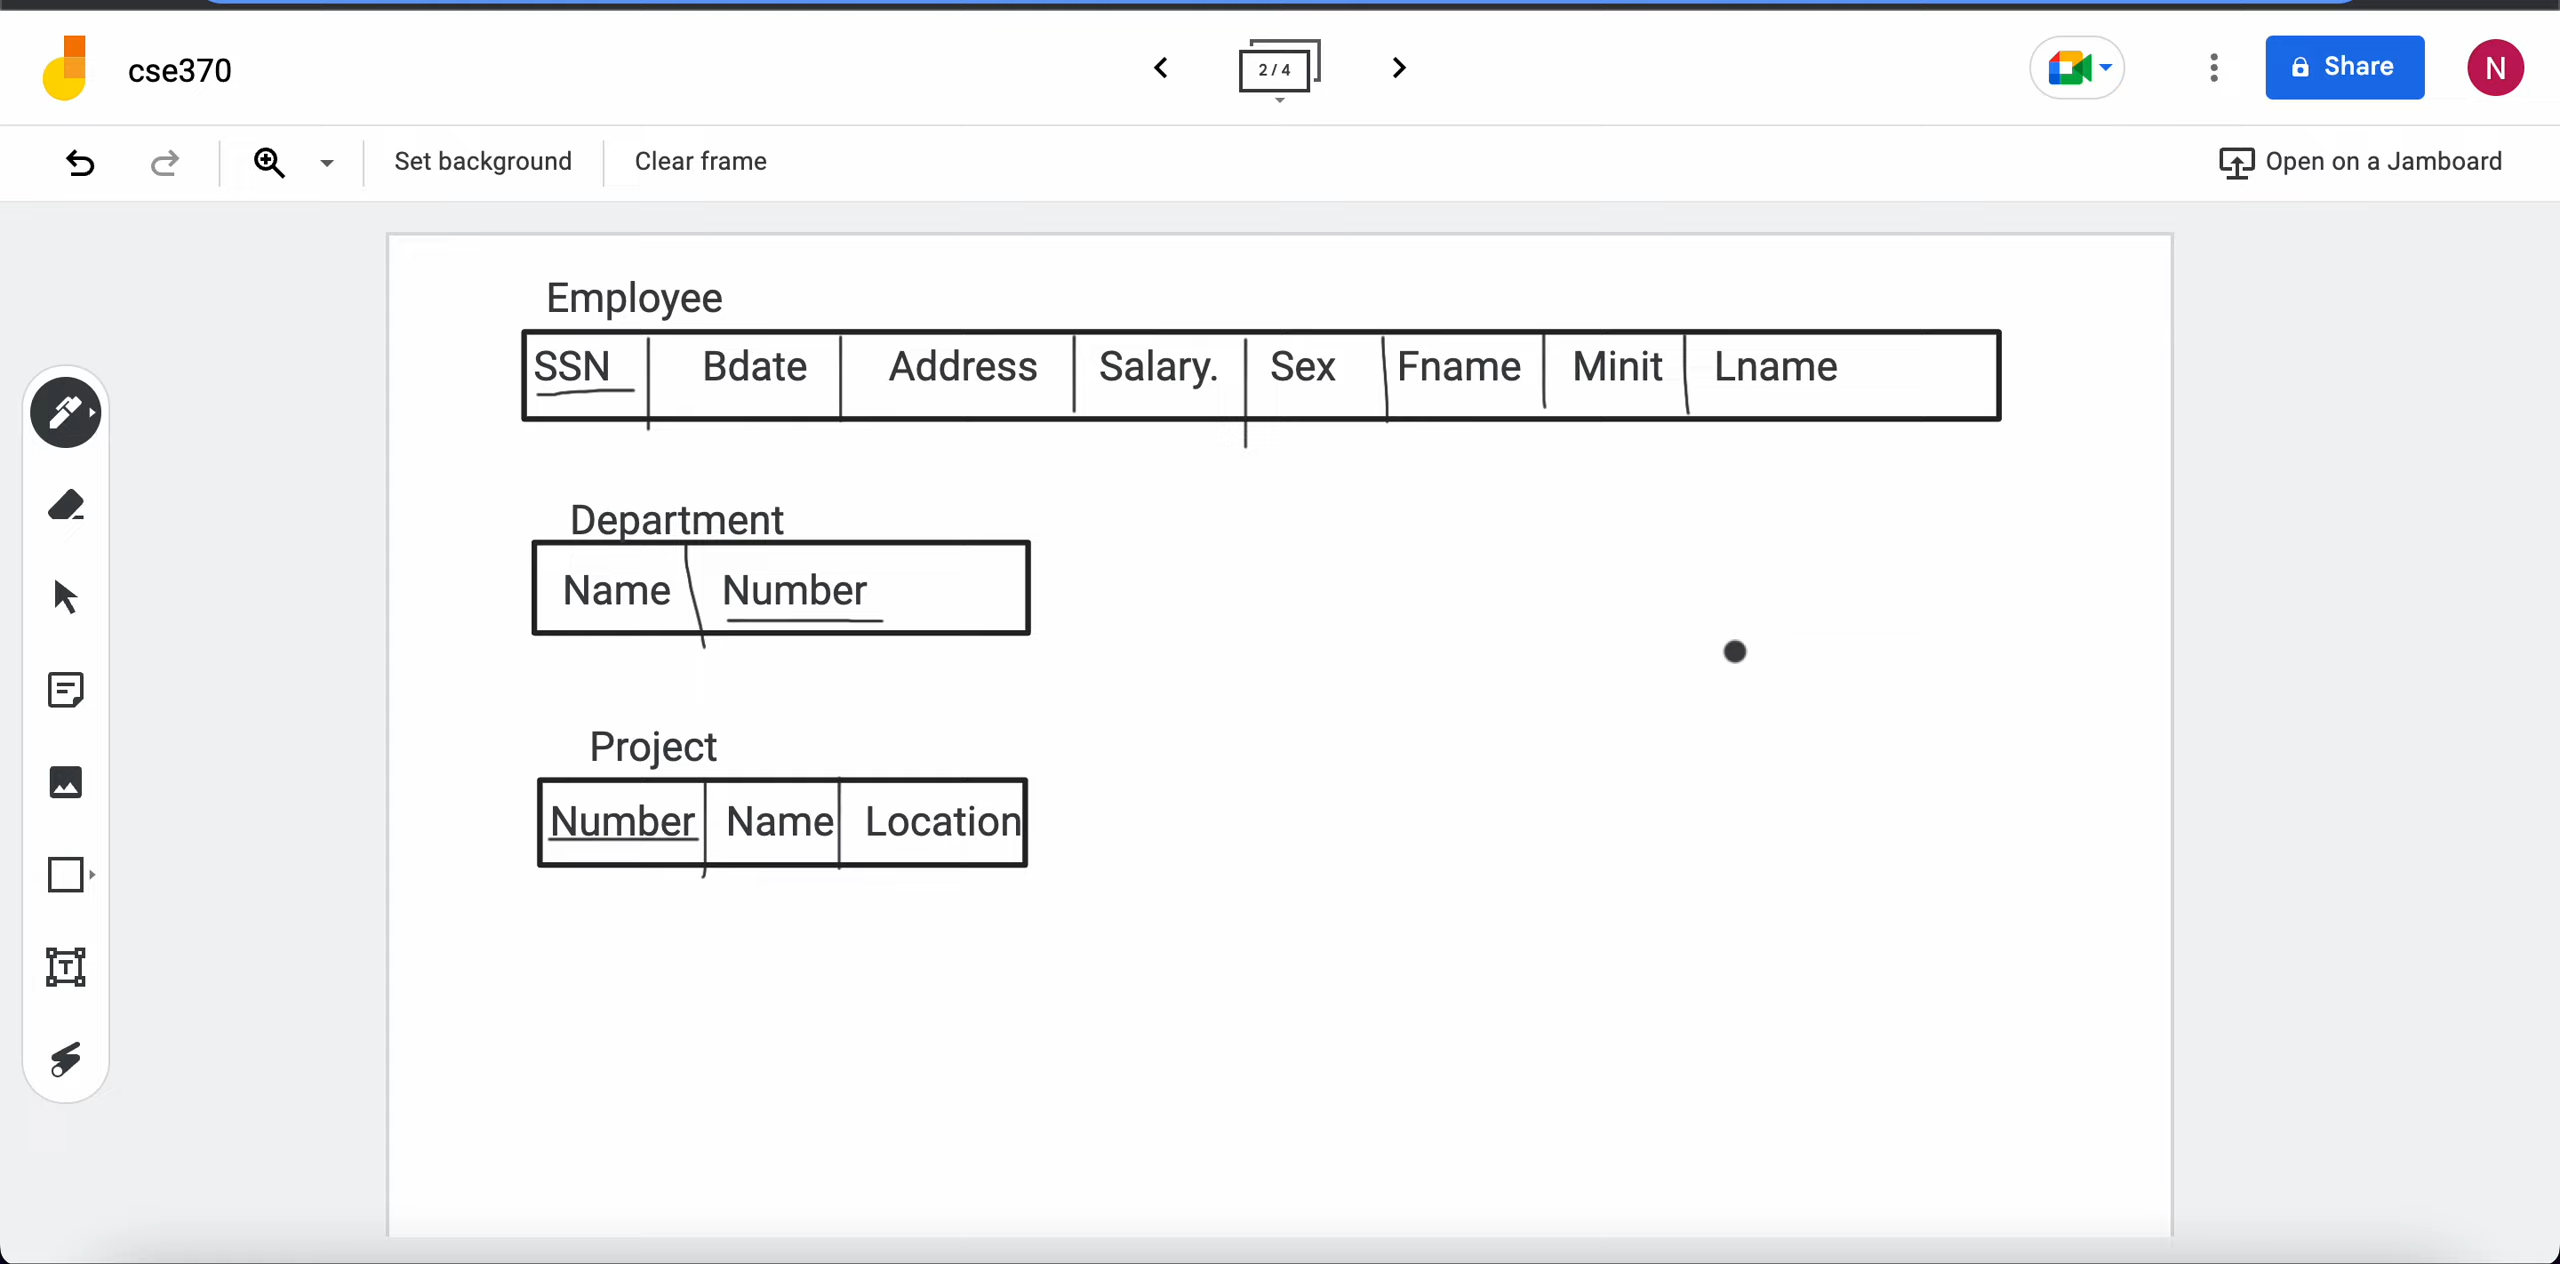 cse370
2 / 4
Share
N
Set background
Clear frame
Open on a Jamboard
Employee
SSN Bdate Address Salary. Sex Fname Minit Lname
Department
Name Number
Project
Number Name Location